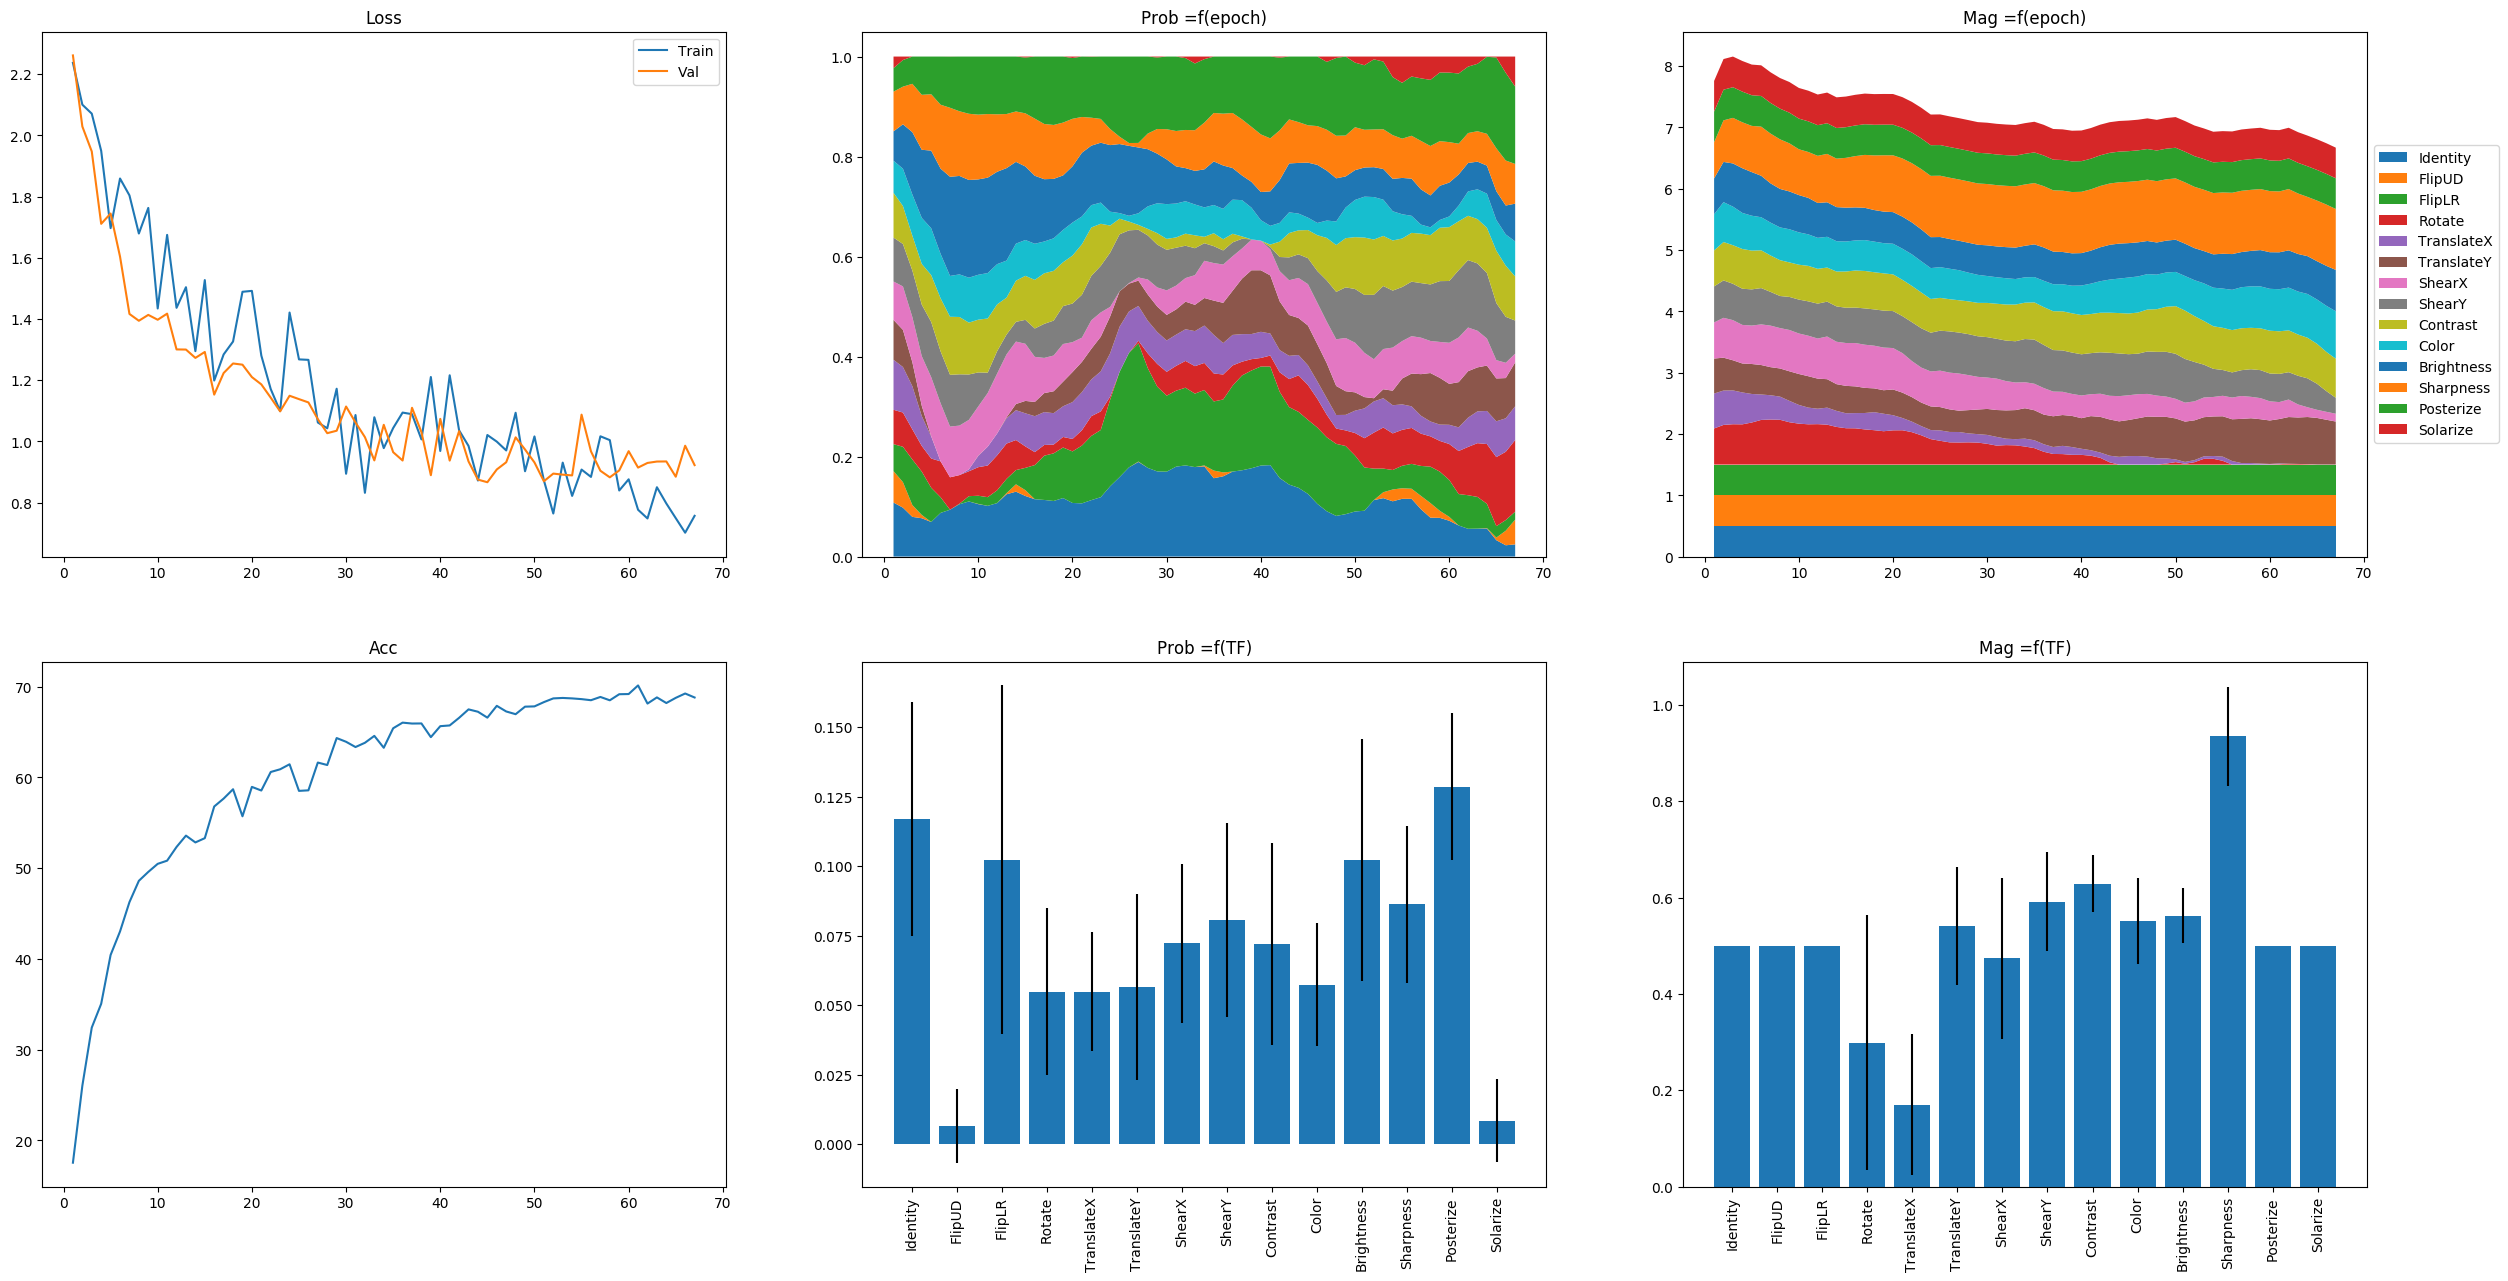 Loss
2.2
2.0
1.8
1.6
1.4
1.2
1.0
0.8
0 10 20 30 40 50 60 70
Train
Val
Prob =f(epoch)
1.0
0.8
0.6
0.4
0.2
0.0
0 10 20 30 40 50 60 70
Mag =f(epoch)
8
7
6
5
4
3
2
1
0
0 10 20 30 40 50 60 70
Identity
FlipUD
FlipLR
Rotate
TranslateX
TranslateY
ShearX
ShearY
Contrast
Color
Brightness
Sharpness
Posterize
Solarize
Acc
70
60
50
40
30
20
0 10 20 30 40 50 60 70
Prob =f(TF)
0.150
0.125
0.100
0.075
0.050
0.025
0.000
Identity
FlipUD
FlipLR
Rotate
TranslateX
TranslateY
ShearX
ShearY
Contrast
Color
Brightness
Sharpness
Posterize
Solarize
Mag =f(TF)
1.0
0.8
0.6
0.4
0.2
0.0
Identity
FlipUD
FlipLR
Rotate
TranslateX
TranslateY
ShearX
ShearY
Contrast
Color
Brightness
Sharpness
Posterize
Solarize